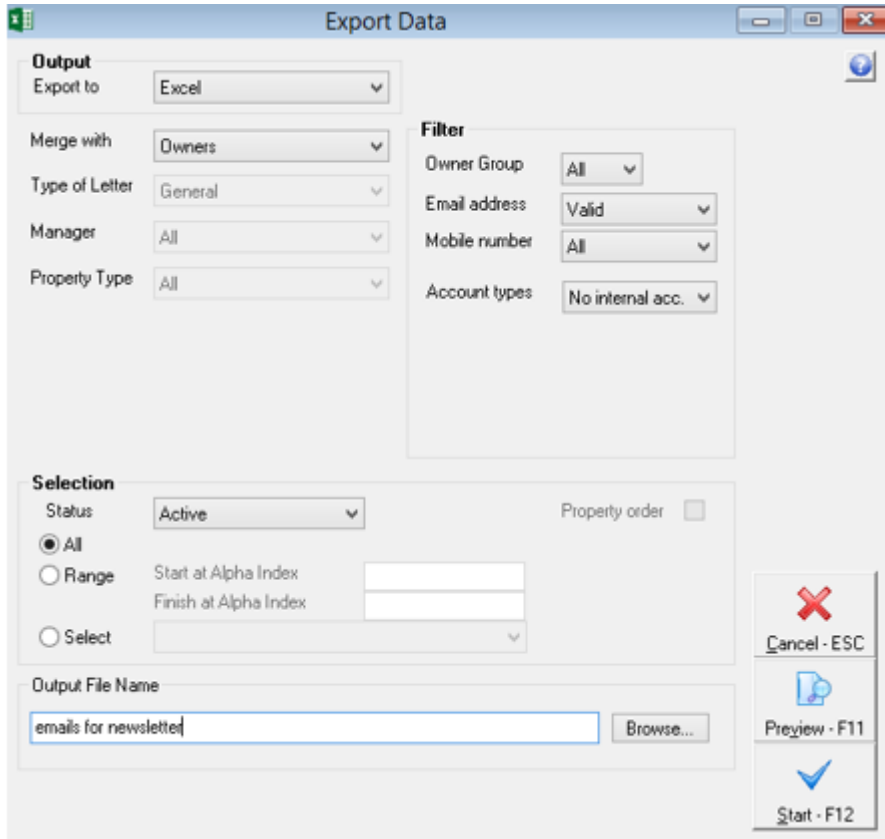 Export Data
Output
Export to Excel
Merge with Owners
Type of Letter General
Manager All
Property Type All
Filter
Owner Group All
Email address Valid
Mobile number All
Account types No internal acc.
Selection
Status Active
Property order
All
Range Start at Alpha Index
Finish at Alpha Index
Select
Output File Name
emails for newsletter
Browse...
Cancel - ESC
Preview - F11
Start - F12